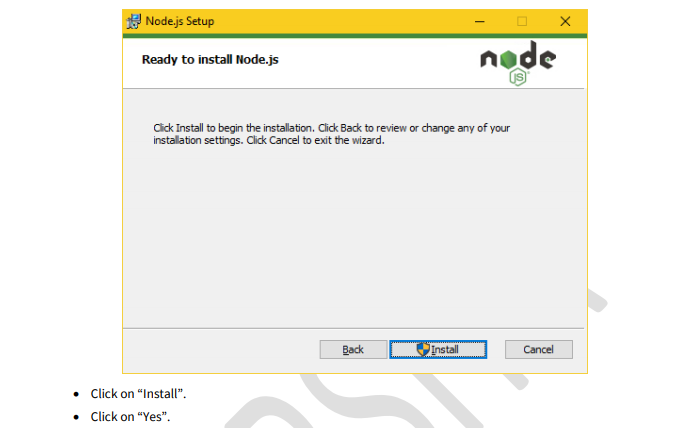 Node.js Setup
Ready to install Node.js
node
JS
Click Install to begin the installation. Click Back to review or change any of your
installation settings. Click Cancel to exit the wizard.
Back
Install
Cancel
• Click on “Install”.
• Click on “Yes”.